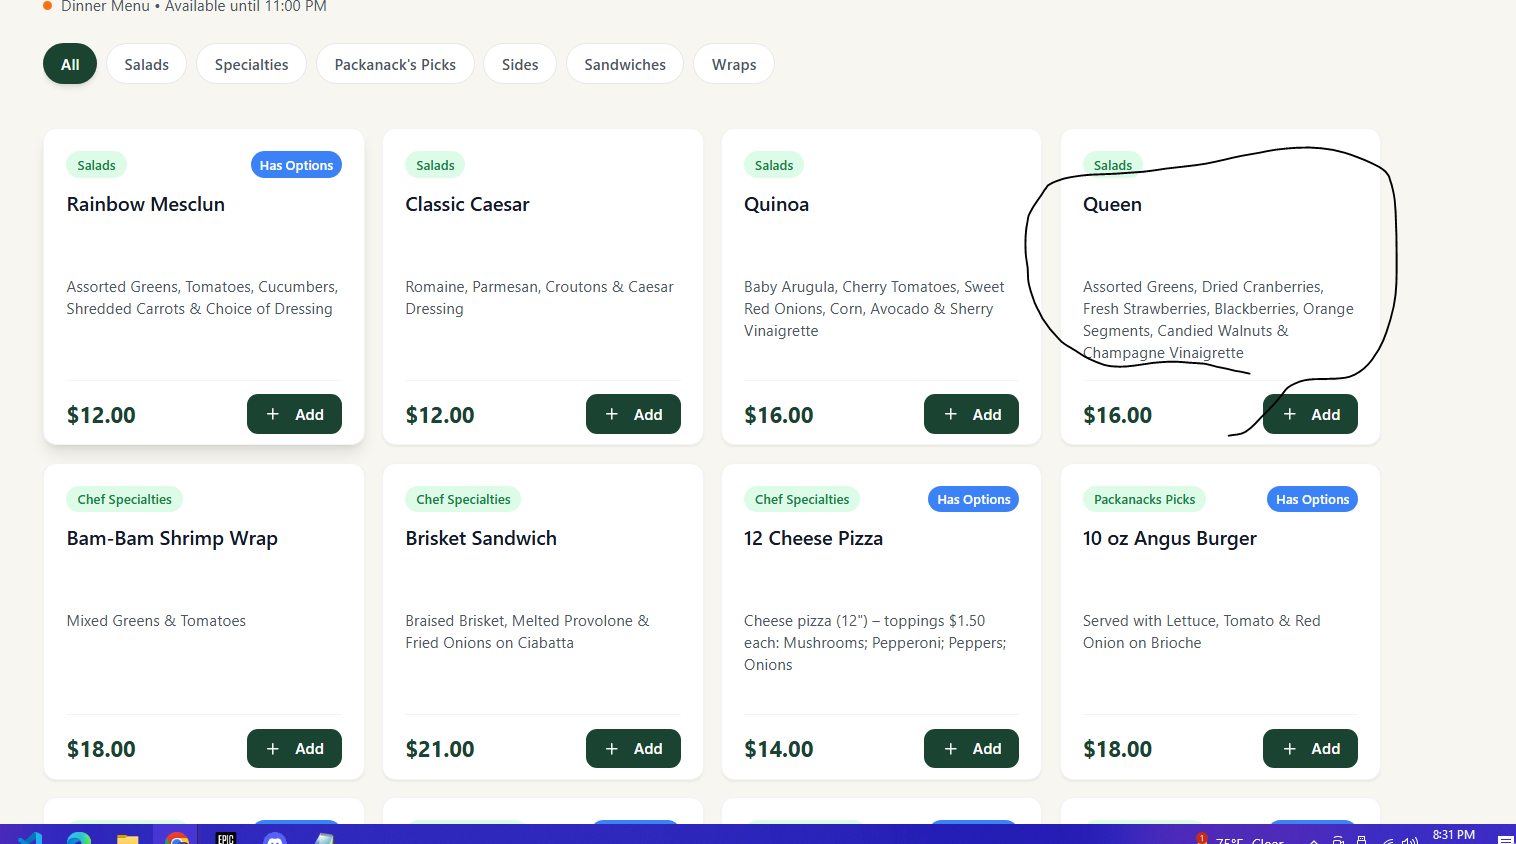 Dinner Menu • Available until 11:00 PM
All
Salads
Specialties
Packanack's Picks
Sides
Sandwiches
Wraps
Salads
Has Options
Rainbow Mesclun
Assorted Greens, Tomatoes, Cucumbers,
Shredded Carrots & Choice of Dressing
$12.00
+ Add
Salads
Classic Caesar
Romaine, Parmesan, Croutons & Caesar
Dressing
$12.00
+ Add
Salads
Quinoa
Baby Arugula, Cherry Tomatoes, Sweet
Red Onions, Corn, Avocado & Sherry
Vinaigrette
$16.00
+ Add
Salads
Queen
Assorted Greens, Dried Cranberries,
Fresh Strawberries, Blackberries, Orange
Segments, Candied Walnuts &
Champagne Vinaigrette
$16.00
+ Add
Chef Specialties
Bam-Bam Shrimp Wrap
Mixed Greens & Tomatoes
$18.00
+ Add
Chef Specialties
Brisket Sandwich
Braised Brisket, Melted Provolone &
Fried Onions on Ciabatta
$21.00
+ Add
Chef Specialties
Has Options
12 Cheese Pizza
Cheese pizza (12") – toppings $1.50
each: Mushrooms; Pepperoni; Peppers;
Onions
$14.00
+ Add
Packanacks Picks
Has Options
10 oz Angus Burger
Served with Lettuce, Tomato & Red
Onion on Brioche
$18.00
+ Add
EPIC
1
75°F Clear
8:31 PM